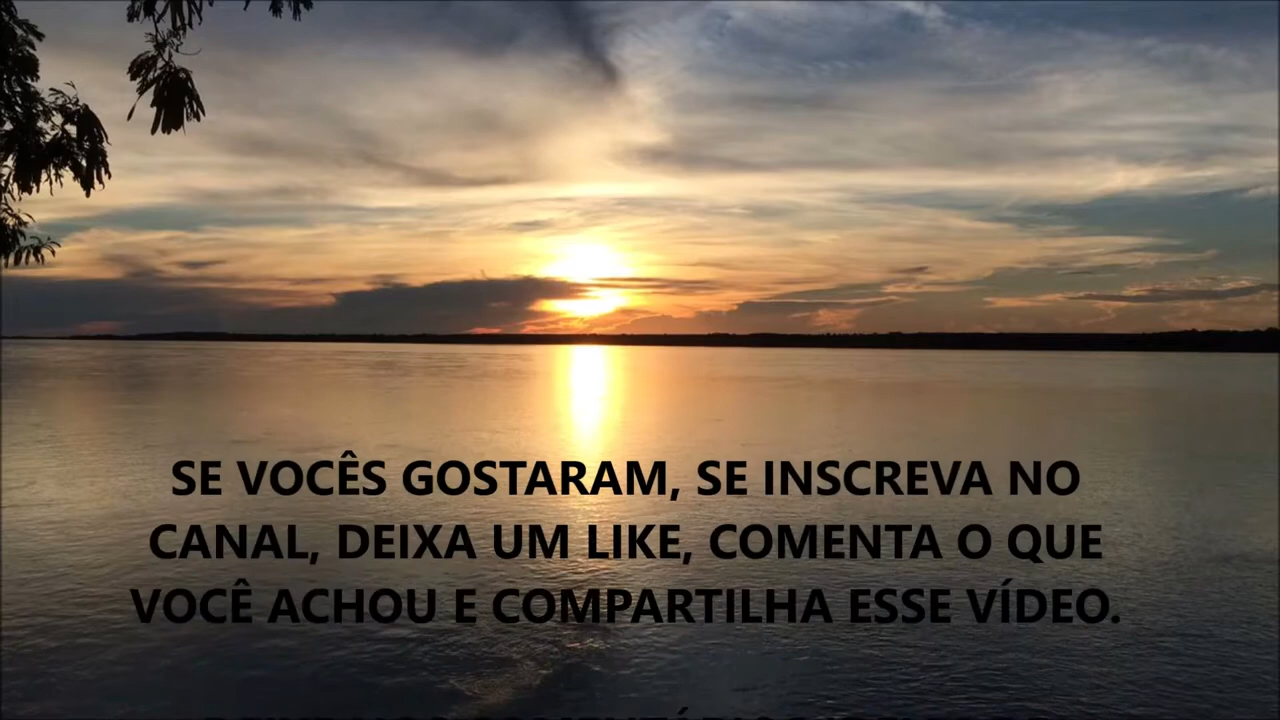 SE VOCÊS GOSTARAM, SE INSCREVA NO
CANAL, DEIXA UM LIKE, COMENTA O QUE
VOCÊ ACHOU E COMPARTILHA ESSE VÍDEO.